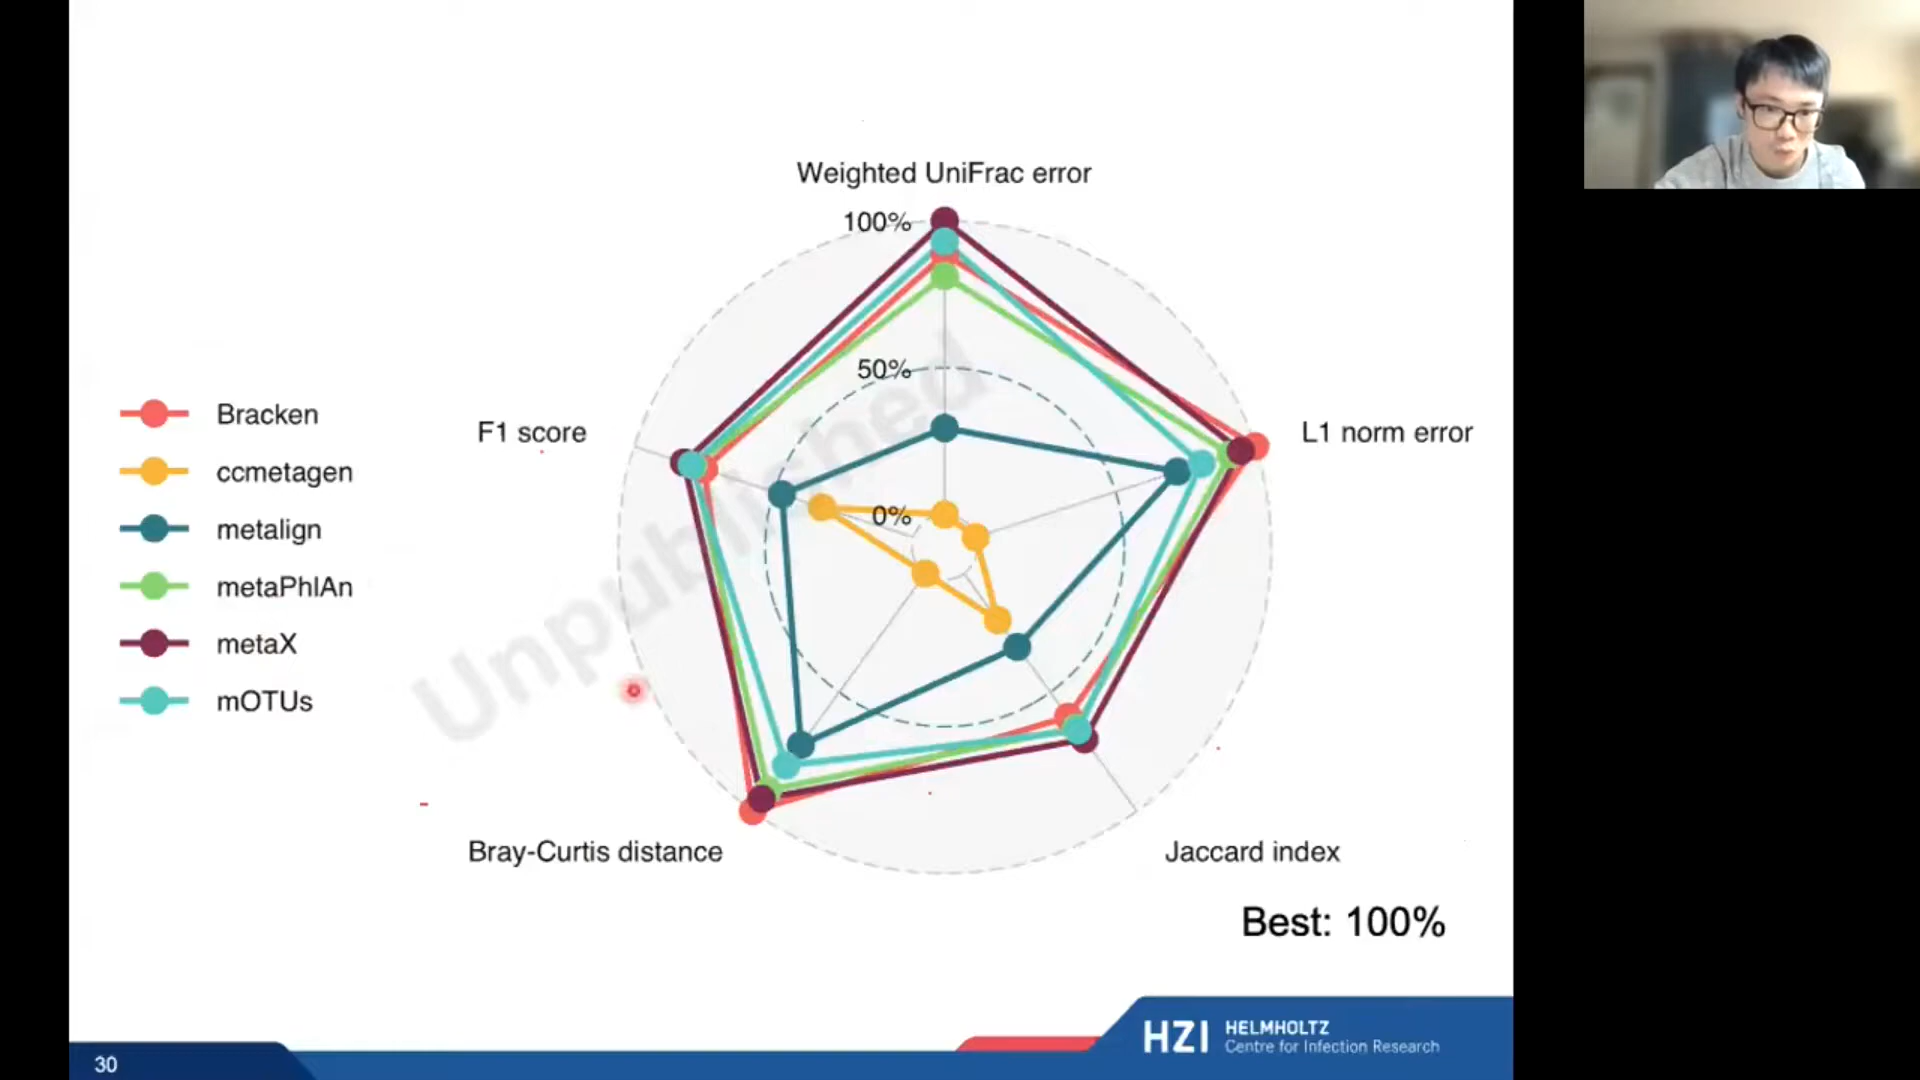 Weighted UniFrac error
100%
50%
0%
F1 score
L1 norm error
Bracken
ccmetagen
metalign
metaPhlAn
metaX
mOTUs
Unpublished
Bray-Curtis distance
Jaccard index
Best: 100%
HZI HELMHOLTZ
Centre for Infection Research
30